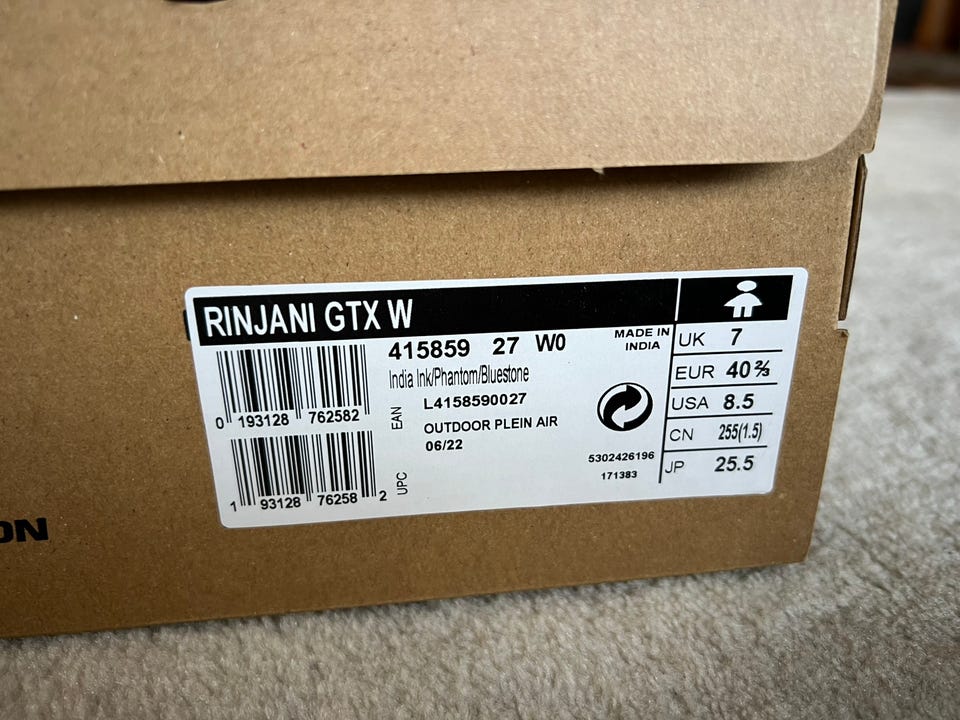 RINJANI GTX W
415859 27 W0
India Ink/Phantom/Bluestone
L4158590027
OUTDOOR PLEIN AIR
06/22
0 193128 762582
EAN
1 93128 76258 2
UPC
MADE IN
INDIA
5302426196
171383
UK 7
EUR 40 ⅔
USA 8.5
CN 255(1.5)
JP 25.5
ON